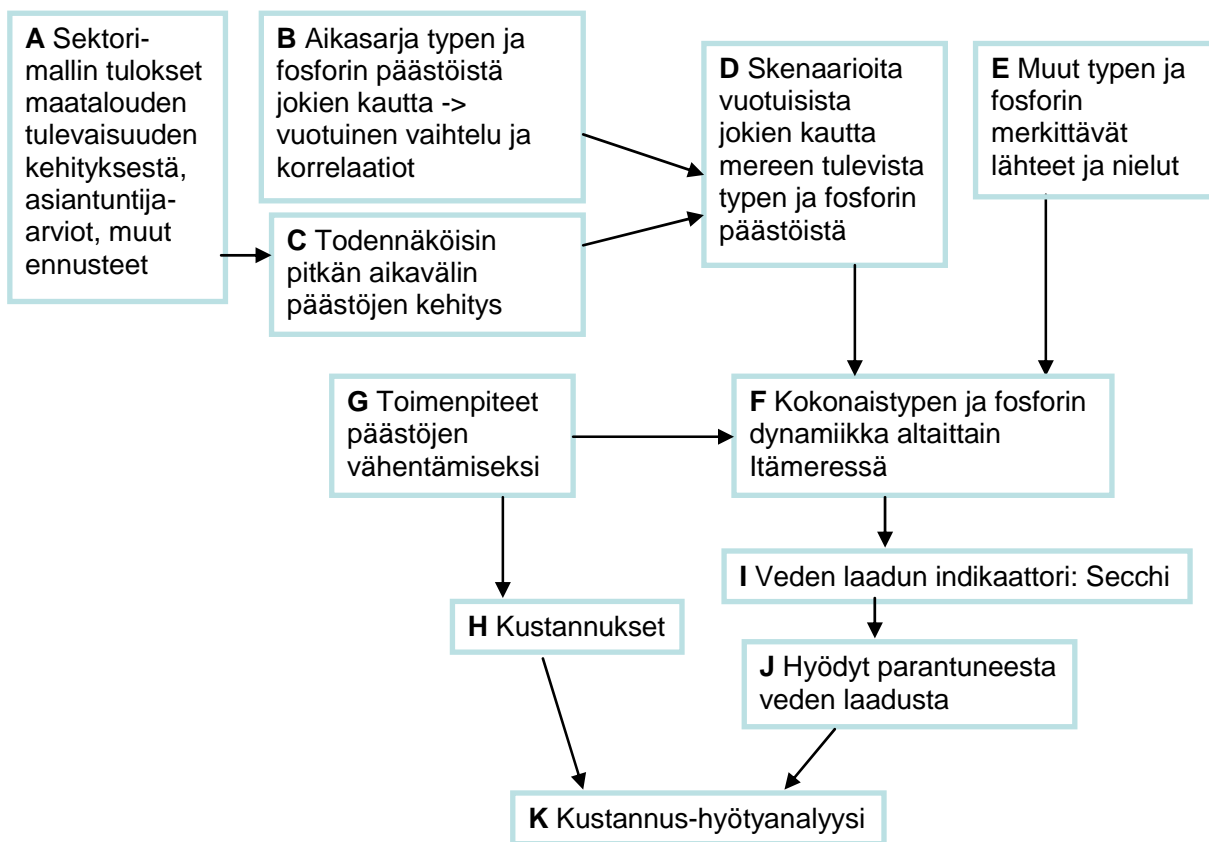 A Sektori-
mallin tulokset
maatalouden
tulevaisuuden
kehityksestä,
asiantuntija-
arviot, muut
ennusteet
B Aikasarja typen ja
fosforin päästöistä
jokien kautta ->
vuotuinen vaihtelu ja
korrelaatiot
C Todennäköisin
pitkän aikavälin
päästöjen kehitys
D Skenaarioita
vuotuisista
jokien kautta
mereen tulevista
typen ja fosforin
päästöistä
E Muut typen ja
fosforin
merkittävät
lähteet ja nielut
G Toimenpiteet
päästöjen
vähentämiseksi
F Kokonaistypen ja fosforin
dynamiikka altaittain
Itämeressä
I Veden laadun indikaattori: Secchi
H Kustannukset
J Hyödyt parantuneesta
veden laadusta
K Kustannus-hyötyanalyysi